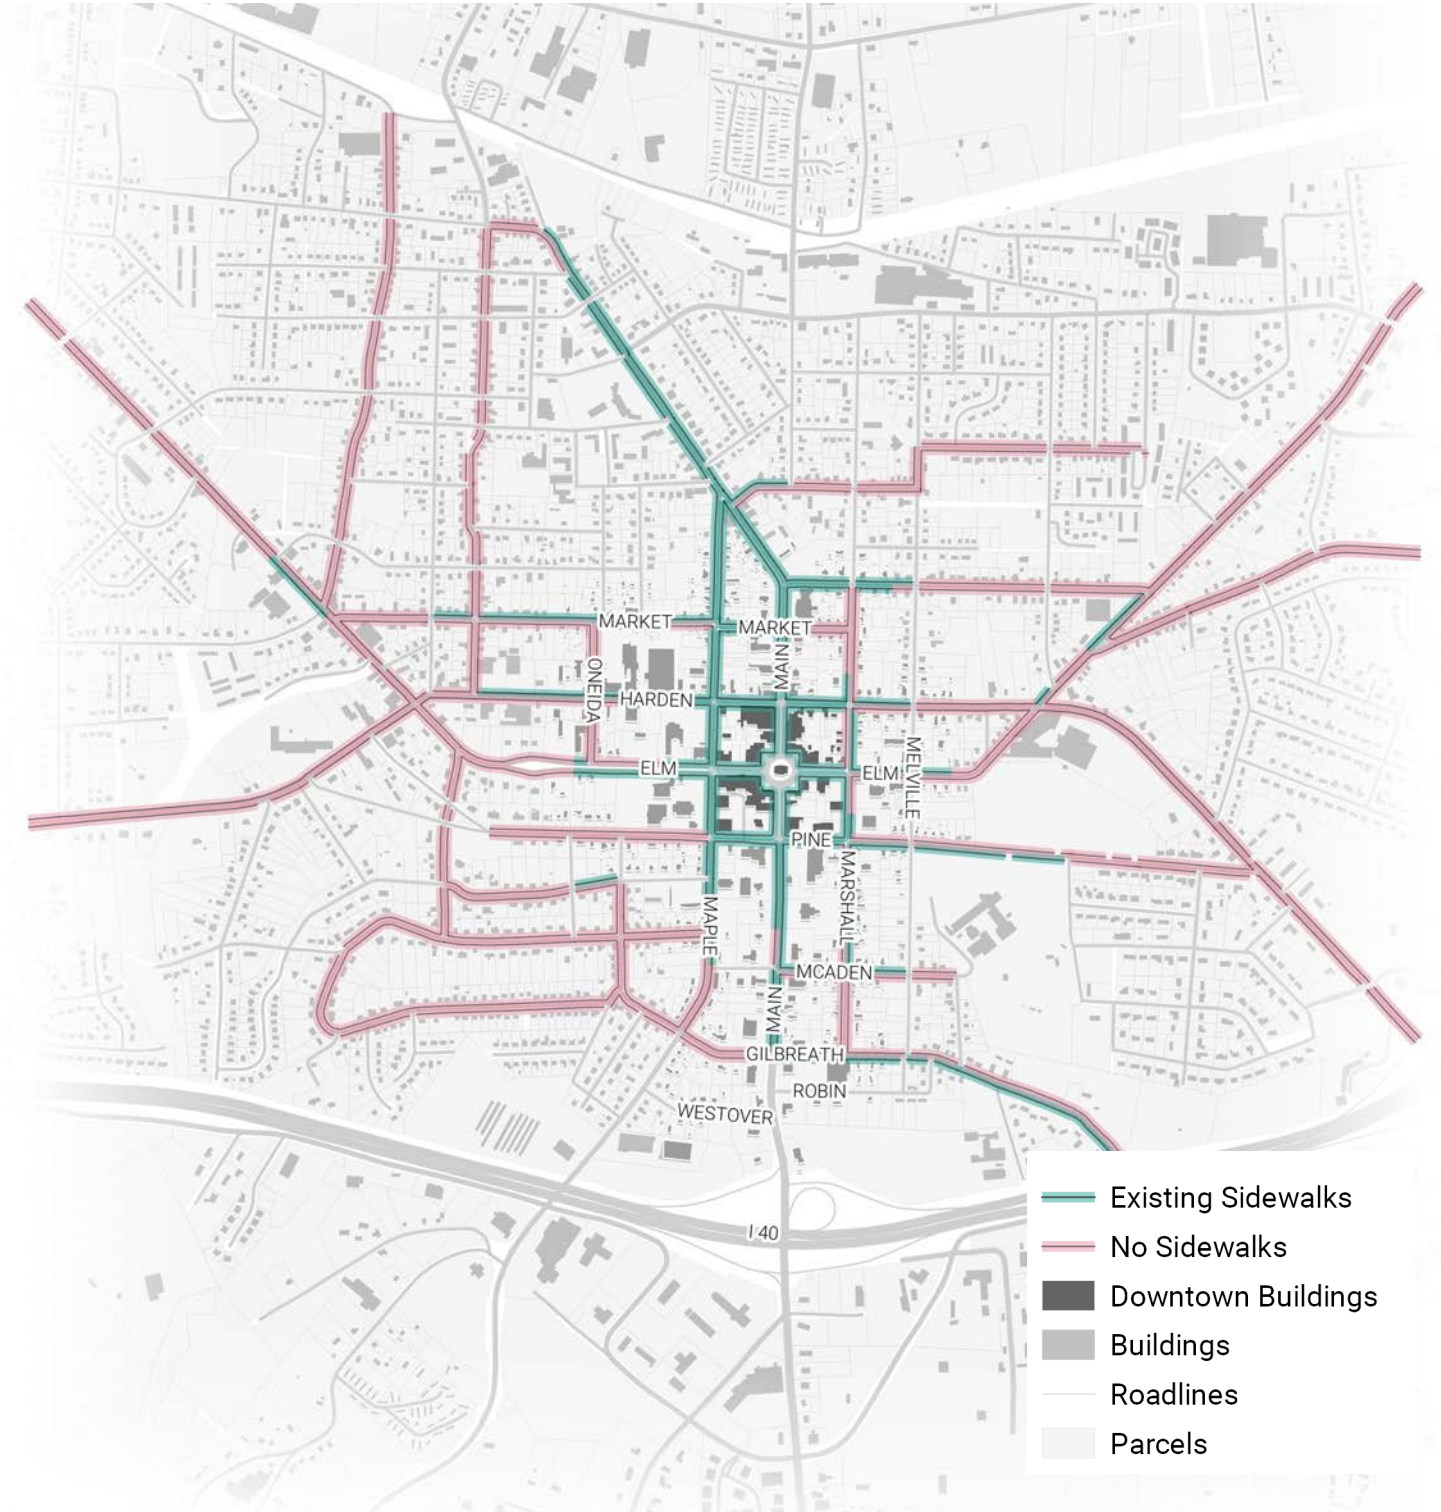 MARKET
MARKET
MAIN
ONEIDA
HARDEN
ELM
ELM
MELVILLE
PINE
MARSHALL
MAPLE
MCADEN
MAIN
GILBREATH
ROBIN
WESTOVER
I 40
Existing Sidewalks
No Sidewalks
Downtown Buildings
Buildings
Roadlines
Parcels